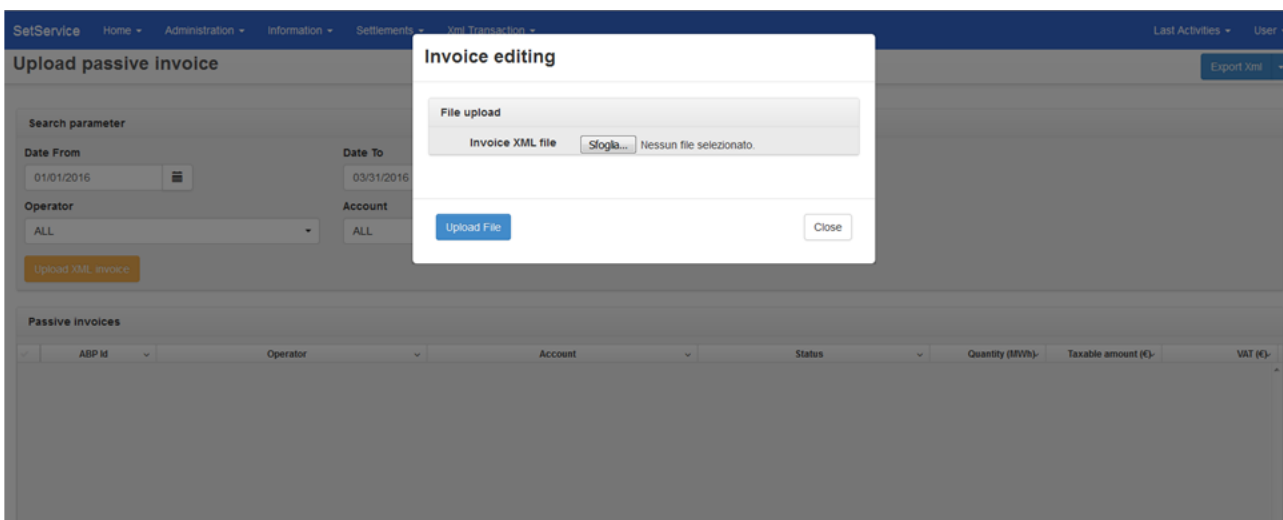 SetService Home Administration Information Settlements Xml Transaction Last Activities User
Upload passive invoice
Export Xml
Invoice editing
File upload
Invoice XML file Sfoglia... Nessun file selezionato.
Upload File Close
Search parameter
Date From Date To
01/01/2016 03/31/2016
Operator Account
ALL ALL
Upload XML invoice
Passive invoices
ABP Id Operator Account Status Quantity (MWh) Taxable amount (€) VAT (€)